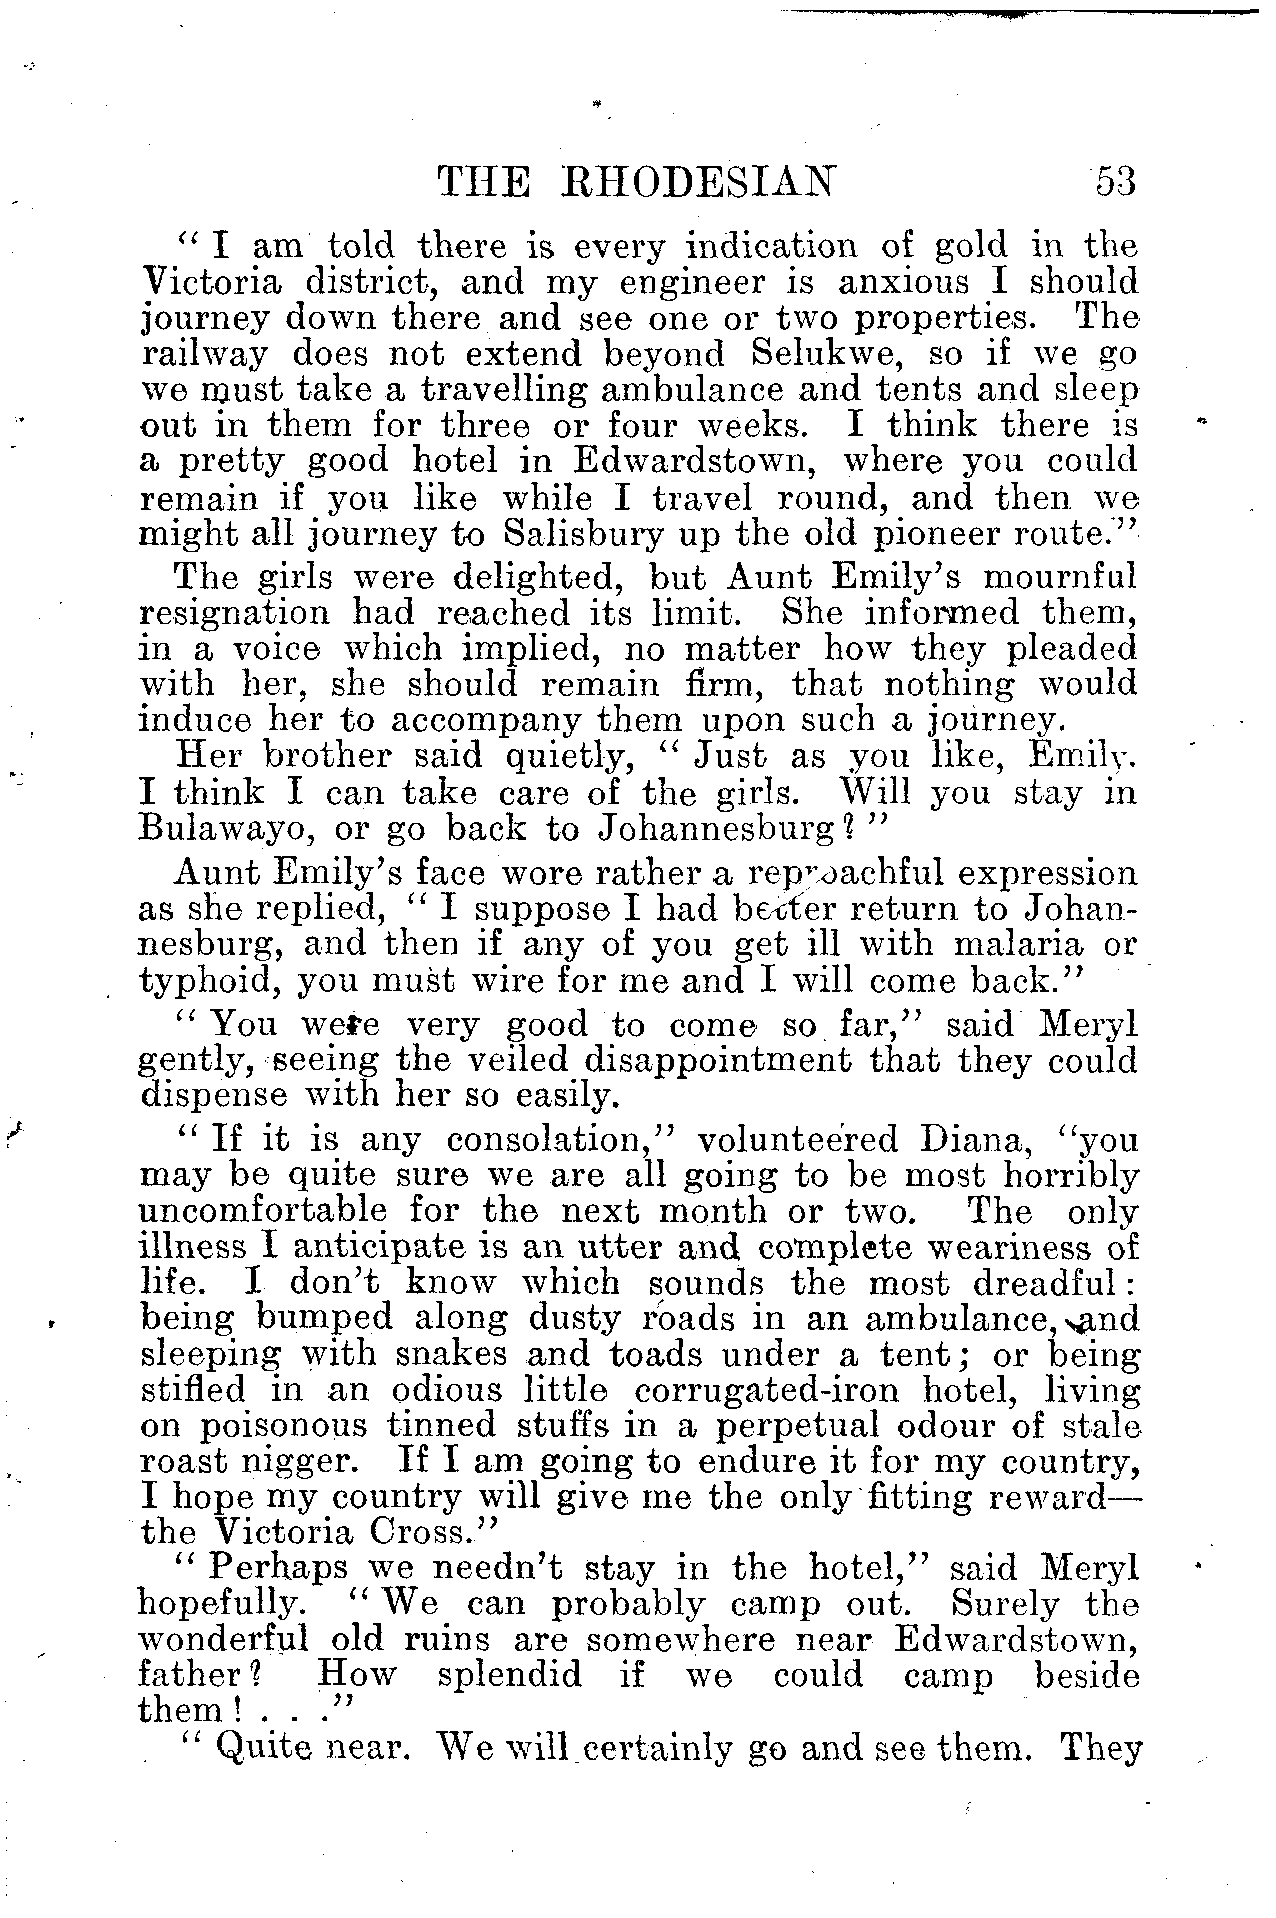 THE RHODESIAN 53
“ I am told there is every indication of gold in the
Victoria district, and my engineer is anxious I should
journey down there and see one or two properties. The
railway does not extend beyond Selukwe, so if we go
we must take a travelling ambulance and tents and sleep
out in them for three or four weeks. I think there is
a pretty good hotel in Edwardstown, where you could
remain if you like while I travel round, and then we
might all journey to Salisbury up the old pioneer route.”
The girls were delighted, but Aunt Emily’s mournful
resignation had reached its limit. She informed them,
in a voice which implied, no matter how they pleaded
with her, she should remain firm, that nothing would
induce her to accompany them upon such a journey.
Her brother said quietly, “ Just as you like, Emily.
I think I can take care of the girls. Will you stay in
Bulawayo, or go back to Johannesburg? ”
Aunt Emily’s face wore rather a reproachful expression
as she replied, “ I suppose I had better return to Johan-
nesburg, and then if any of you get ill with malaria or
typhoid, you must wire for me and I will come back.”
“ You were very good to come so far,” said Meryl
gently, seeing the veiled disappointment that they could
dispense with her so easily.
“ If it is any consolation,” volunteered Diana, “you
may be quite sure we are all going to be most horribly
uncomfortable for the next month or two. The only
illness I anticipate is an utter and complete weariness of
life. I don’t know which sounds the most dreadful :
being bumped along dusty roads in an ambulance, and
sleeping with snakes and toads under a tent; or being
stifled in an odious little corrugated-iron hotel, living
on poisonous tinned stuffs in a perpetual odour of stale
roast nigger. If I am going to endure it for my country,
I hope my country will give me the only fitting reward—
the Victoria Cross.”
“ Perhaps we needn’t stay in the hotel,” said Meryl
hopefully. “ We can probably camp out. Surely the
wonderful old ruins are somewhere near Edwardstown,
father? How splendid if we could camp beside
them ! . . .”
“ Quite near. We will certainly go and see them. They